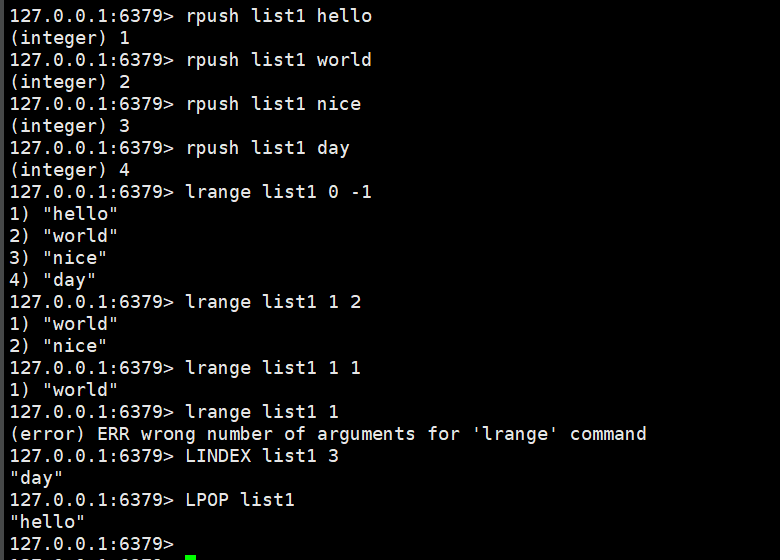 127.0.0.1:6379> rpush list1 hello
(integer) 1
127.0.0.1:6379> rpush list1 world
(integer) 2
127.0.0.1:6379> rpush list1 nice
(integer) 3
127.0.0.1:6379> rpush list1 day
(integer) 4
127.0.0.1:6379> lrange list1 0 -1
1) "hello"
2) "world"
3) "nice"
4) "day"
127.0.0.1:6379> lrange list1 1 2
1) "world"
2) "nice"
127.0.0.1:6379> lrange list1 1 1
1) "world"
127.0.0.1:6379> lrange list1 1
(error) ERR wrong number of arguments for 'lrange' command
127.0.0.1:6379> LINDEX list1 3
"day"
127.0.0.1:6379> LPOP list1
"hello"
127.0.0.1:6379>